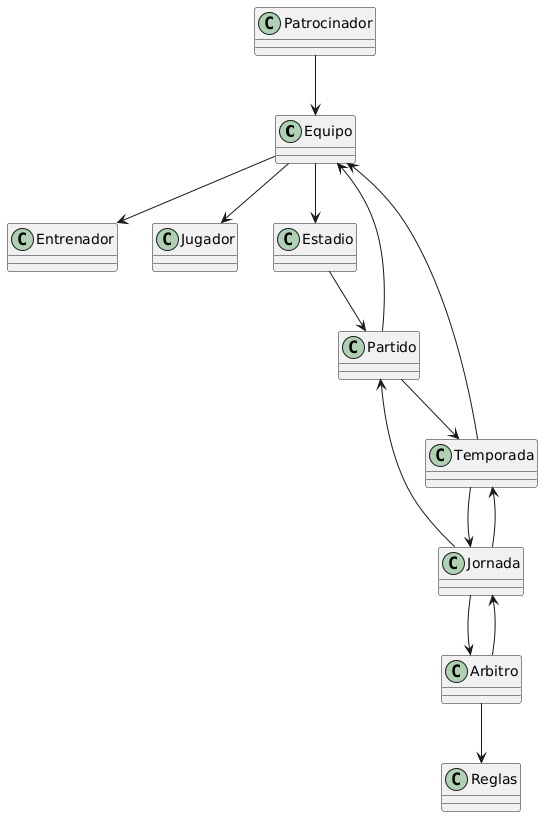 C Patrocinador
C Equipo
C Entrenador
C Jugador
C Estadio
C Partido
C Temporada
C Jornada
C Arbitro
C Reglas